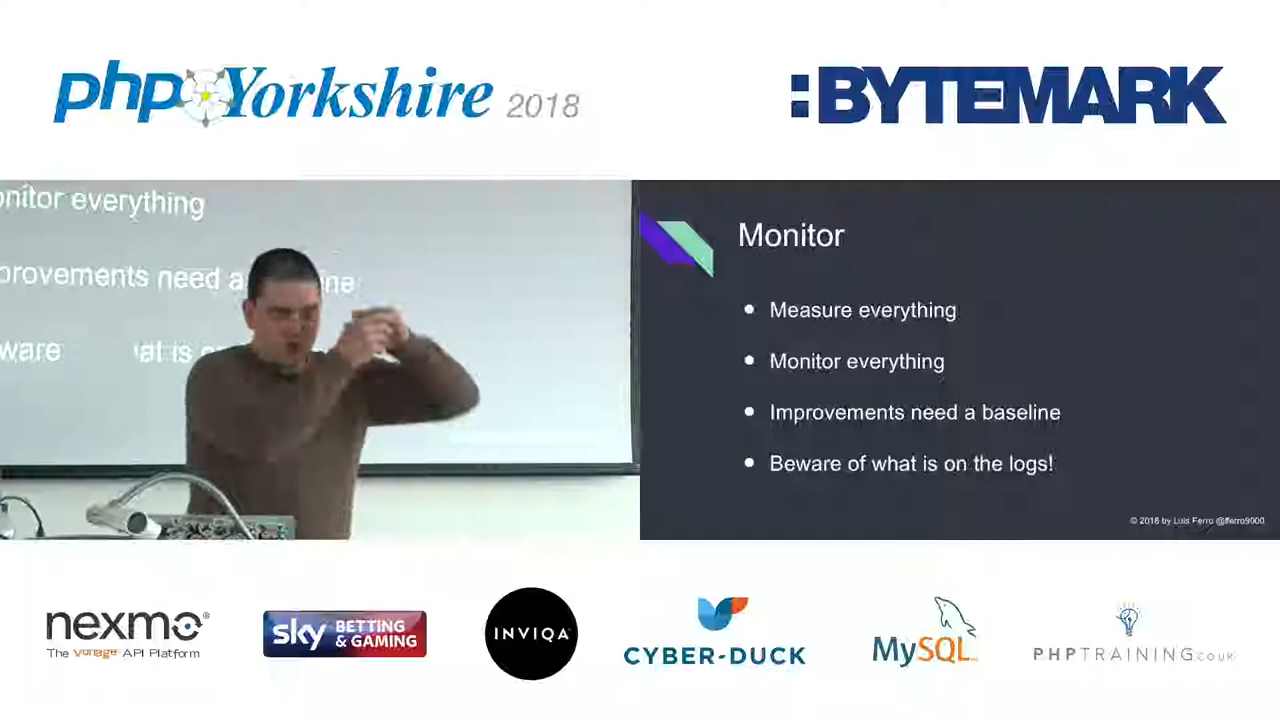 php Yorkshire 2018
:BYTEMARK
onitor everything
provements need a ine
ware at is
Monitor
Measure everything
Monitor everything
Improvements need a baseline
Beware of what is on the logs!
© 2018 by Luis Ferro @lferro9000
nexmo®
The Vonage API Platform
sky BETTING & GAMING
INVIQA
CYBER-DUCK
MySQL
PHPTRAINING.co.uk